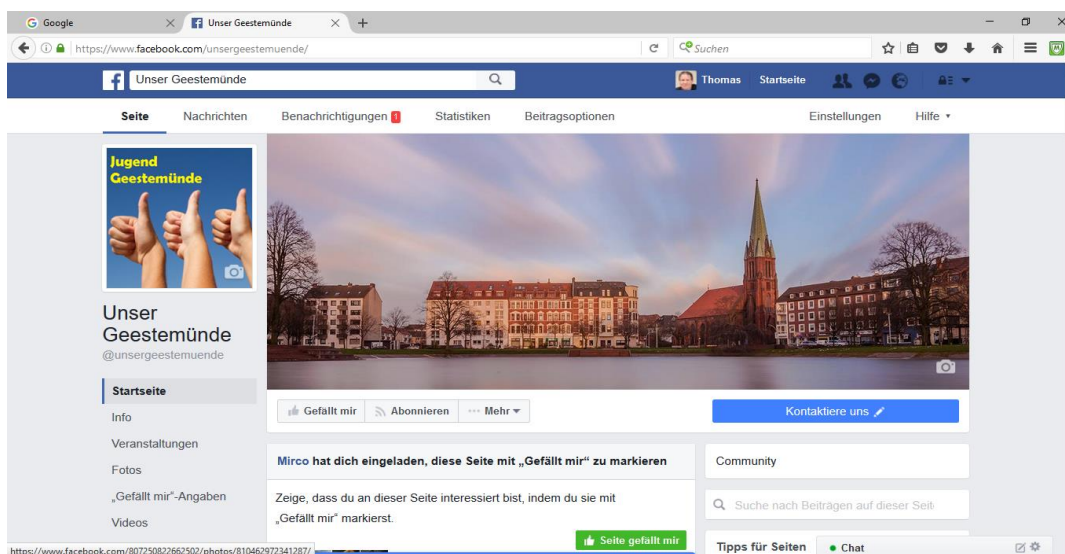 Google
Unser Geestemünde
https://www.facebook.com/unsergeestemuende/
Suchen
Unser Geestemünde
Thomas
Startseite
Seite
Nachrichten
Benachrichtigungen 1
Statistiken
Beitragsoptionen
Einstellungen
Hilfe
Jugend
Geestemünde
Unser
Geestemünde
@unsergeestemuende
Startseite
Info
Veranstaltungen
Fotos
„Gefällt mir"-Angaben
Videos
Gefällt mir
Abonnieren
Mehr
Kontaktiere uns
Mirco hat dich eingeladen, diese Seite mit „Gefällt mir“ zu markieren
Zeige, dass du an dieser Seite interessiert bist, indem du sie mit
„Gefällt mir“ markierst.
Seite gefällt mir
Community
Suche nach Beiträgen auf dieser Seit
Tipps für Seiten
Chat
https://www.facebook.com/807250822662502/photos/810462972341287/